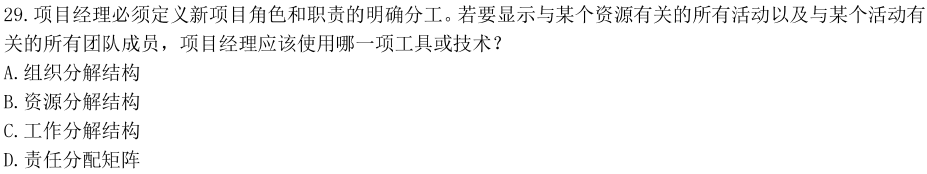 29.项目经理必须定义新项目角色和职责的明确分工。若要显示与某个资源有关的所有活动以及与某个活动有
关的所有团队成员，项目经理应该使用哪一项工具或技术？
A.组织分解结构
B.资源分解结构
C.工作分解结构
D.责任分配矩阵